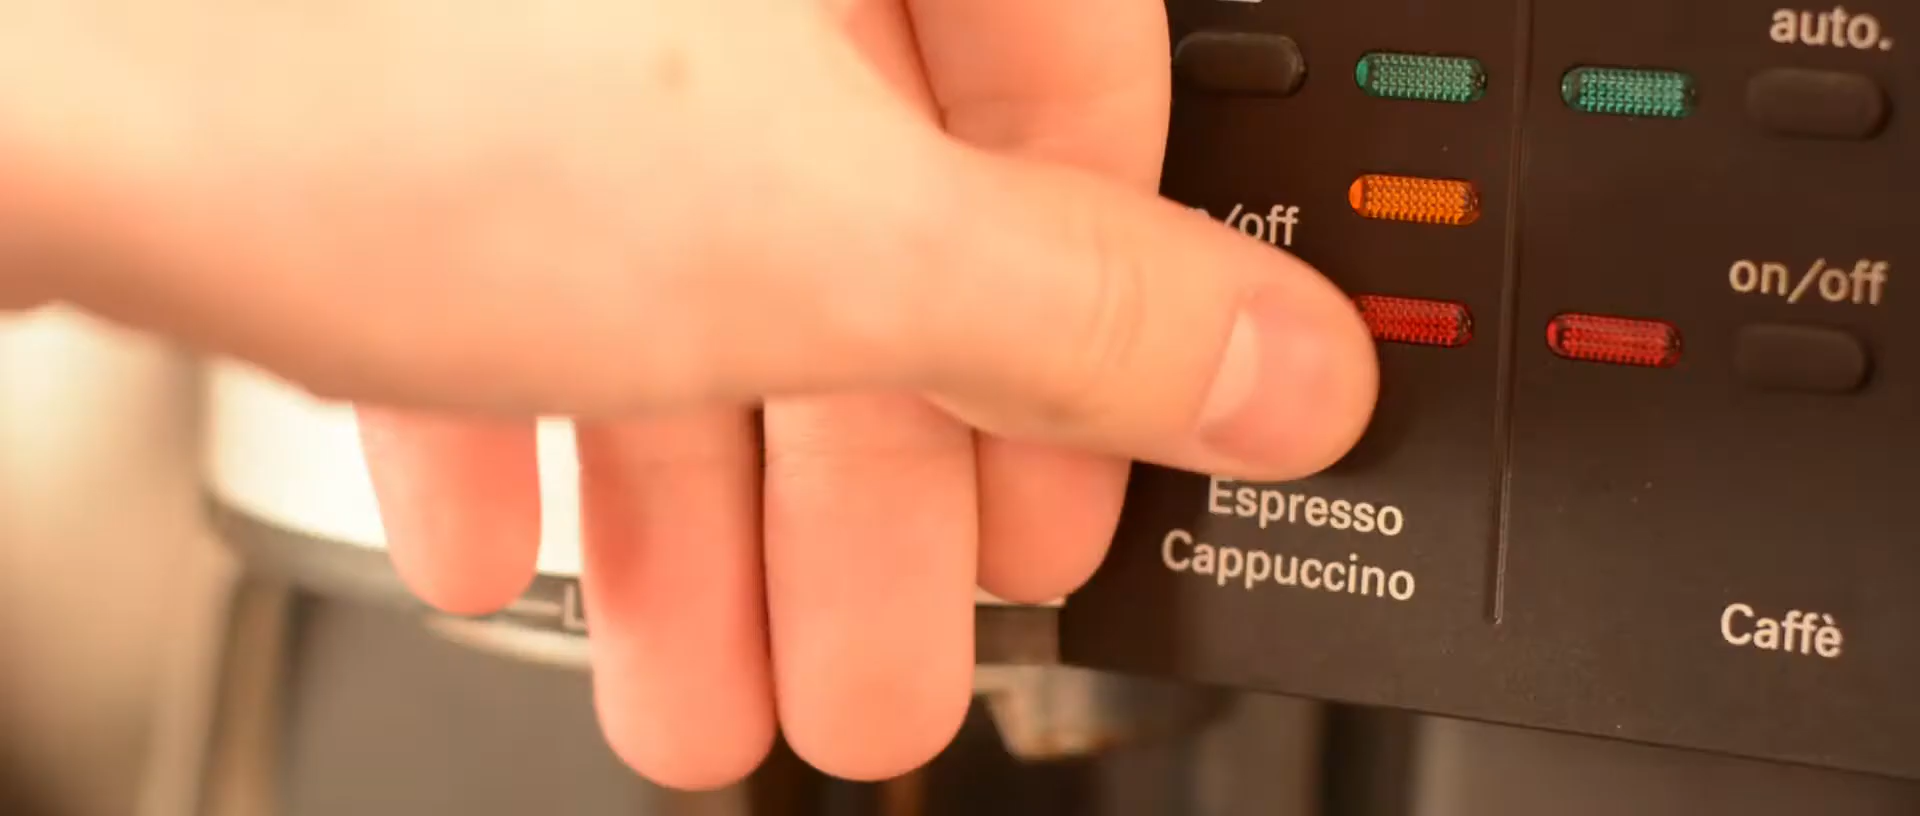 auto.
/off
on/off
Espresso
Cappuccino
Caffè